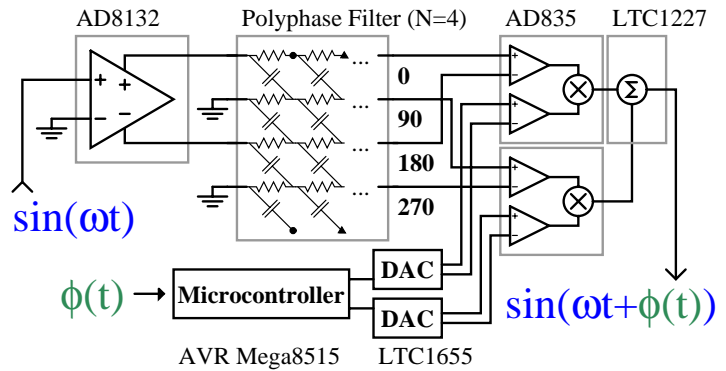 AD8132
Polyphase Filter (N=4)
AD835
LTC1227
+
+
+
−
...
0
×
Σ
−
−
...
90
+
−
...
180
+
−
×
...
270
sin(ωt)
+
−
ϕ(t)
Microcontroller
DAC
DAC
sin(ωt+ϕ(t))
AVR Mega8515
LTC1655